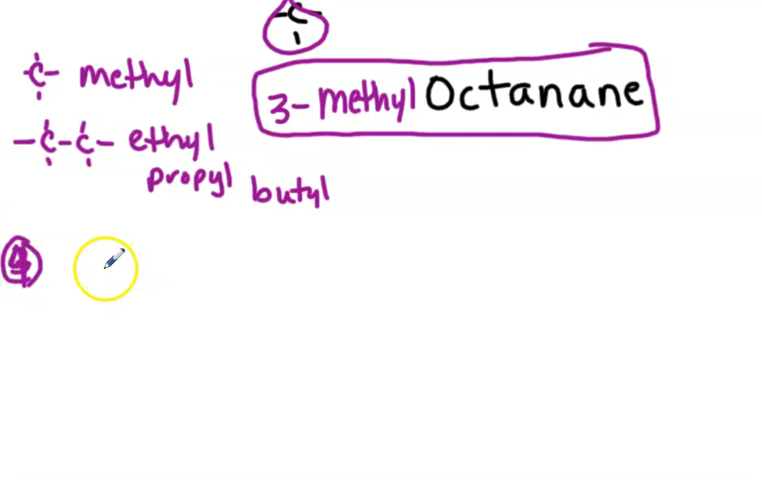 -C-
-C- methyl
3-methyl Octanane
-C-C- ethyl
propyl butyl
4